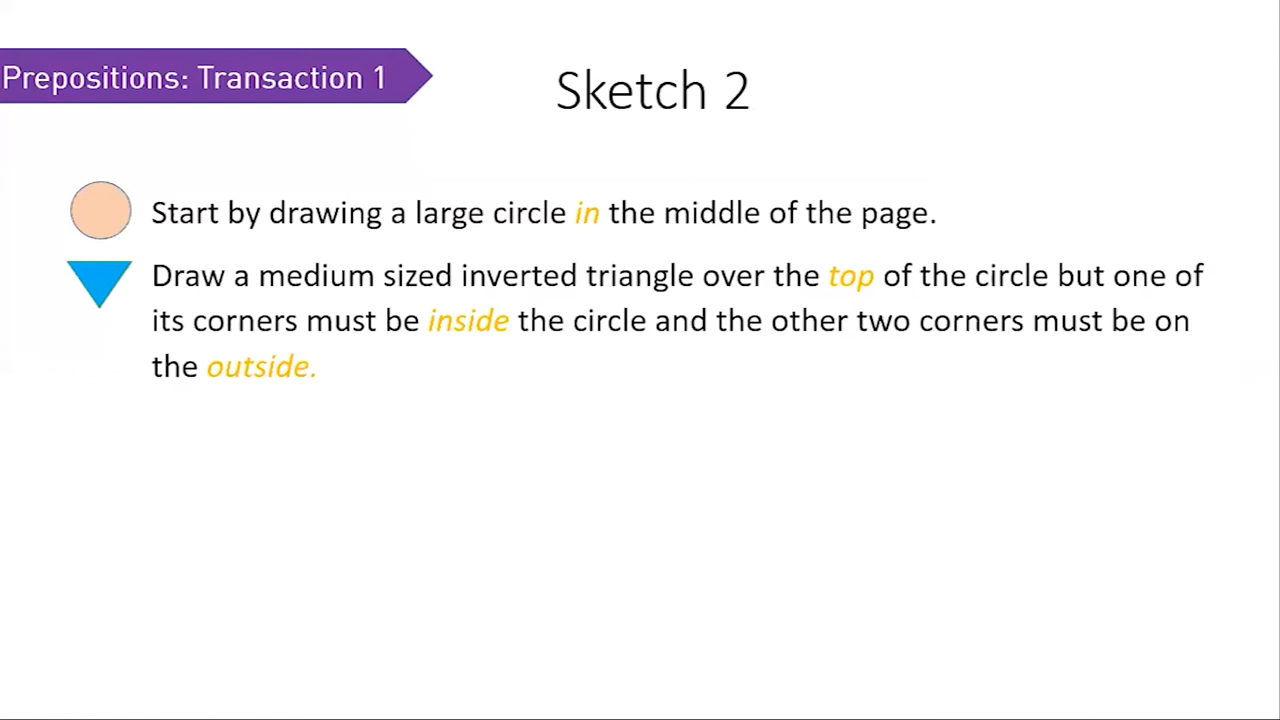 Prepositions: Transaction 1
Sketch 2
Start by drawing a large circle in the middle of the page.
Draw a medium sized inverted triangle over the top of the circle but one of
its corners must be inside the circle and the other two corners must be on
the outside.